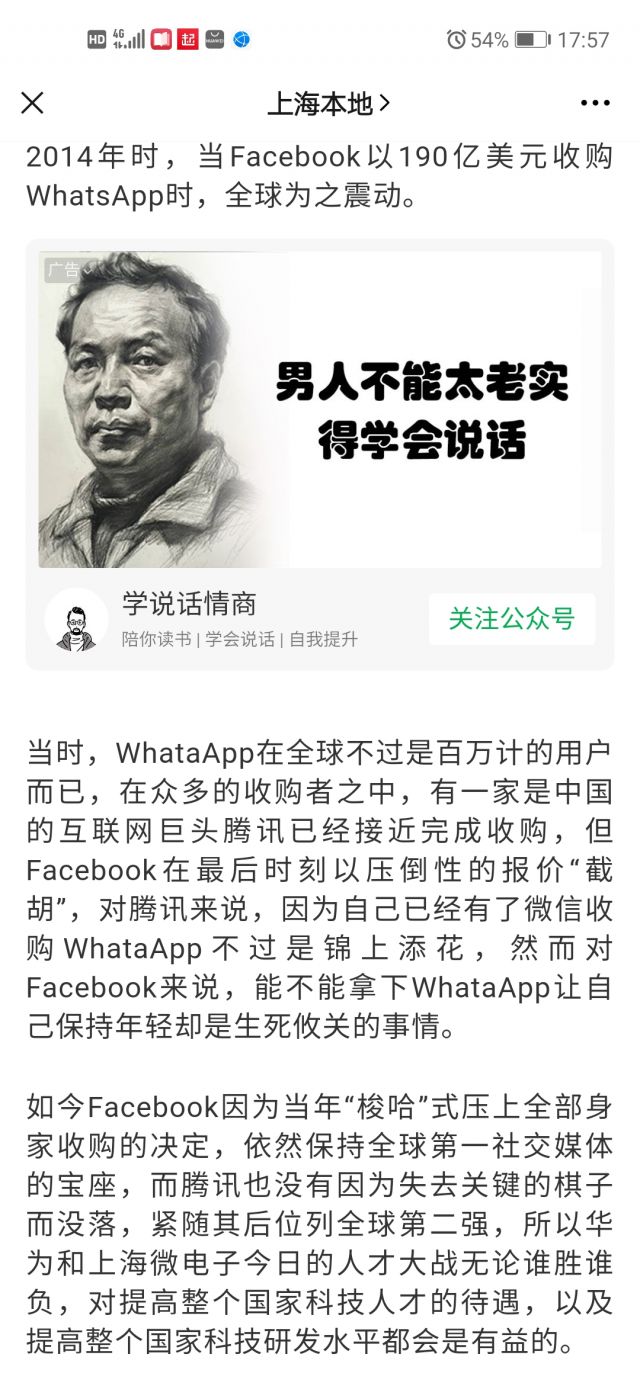 HD 4G 起 HUAWEI 54% 17:57
上海本地
2014年时，当Facebook以190亿美元收购
WhatsApp时，全球为之震动。
广告
男人不能太老实
得学会说话
学说话情商
陪你读书 | 学会说话 | 自我提升
关注公众号
当时，WhataApp在全球不过是百万计的用户
而已，在众多的收购者之中，有一家是中国
的互联网巨头腾讯已经接近完成收购，但
Facebook在最后时刻以压倒性的报价“截
胡”，对腾讯来说，因为自己已经有了微信收
购WhataApp不过是锦上添花，然而对
Facebook来说，能不能拿下WhataApp让自
己保持年轻却是生死攸关的事情。
如今Facebook因为当年“梭哈”式压上全部身
家收购的决定，依然保持全球第一社交媒体
的宝座，而腾讯也没有因为失去关键的棋子
而没落，紧随其后位列全球第二强，所以华
为和上海微电子今日的人才大战无论谁胜谁
负，对提高整个国家科技人才的待遇，以及
提高整个国家科技研发水平都会是有益的。